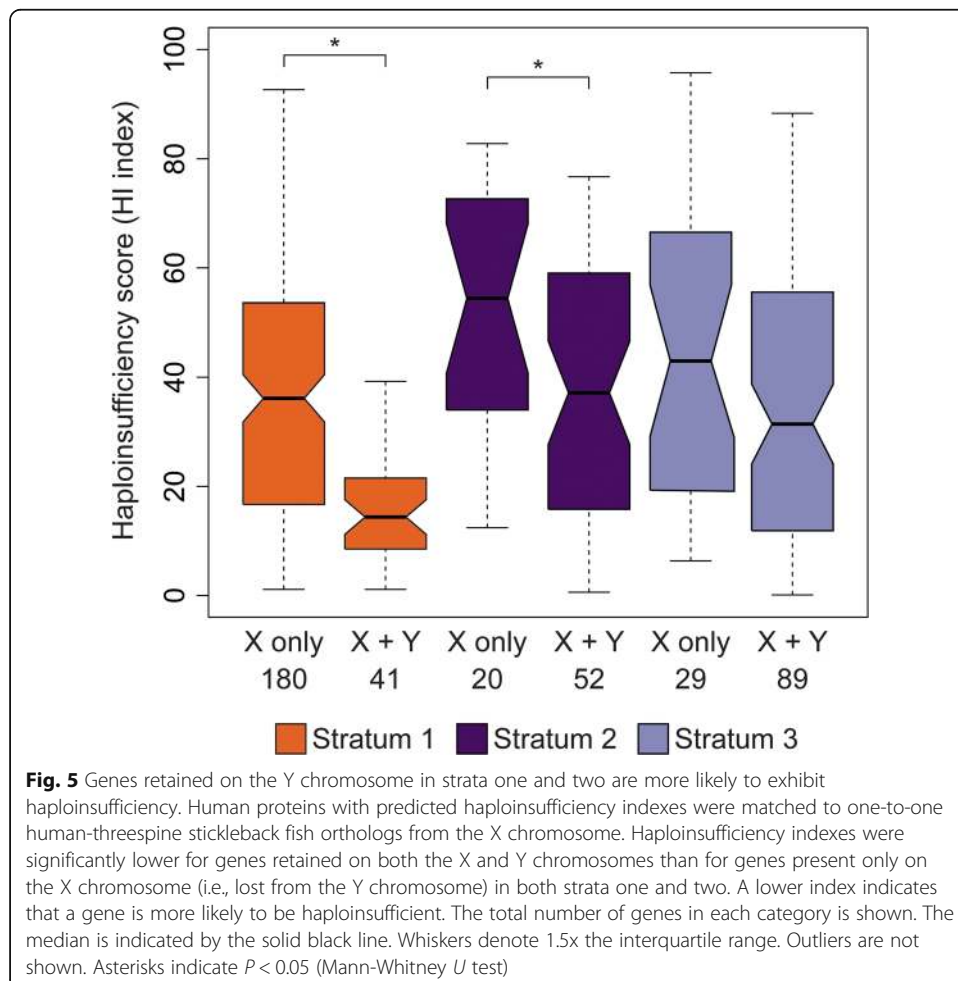 100
80
60
40
20
0
Haploinsufficiency score (HI index)
* *
X only X + Y X only X + Y X only X + Y
180 41 20 52 29 89
Stratum 1 Stratum 2 Stratum 3
Fig. 5 Genes retained on the Y chromosome in strata one and two are more likely to exhibit
haploinsufficiency. Human proteins with predicted haploinsufficiency indexes were matched to one-to-one
human-threespine stickleback fish orthologs from the X chromosome. Haploinsufficiency indexes were
significantly lower for genes retained on both the X and Y chromosomes than for genes present only on
the X chromosome (i.e., lost from the Y chromosome) in both strata one and two. A lower index indicates
that a gene is more likely to be haploinsufficient. The total number of genes in each category is shown. The
median is indicated by the solid black line. Whiskers denote 1.5x the interquartile range. Outliers are not
shown. Asterisks indicate P < 0.05 (Mann-Whitney U test)